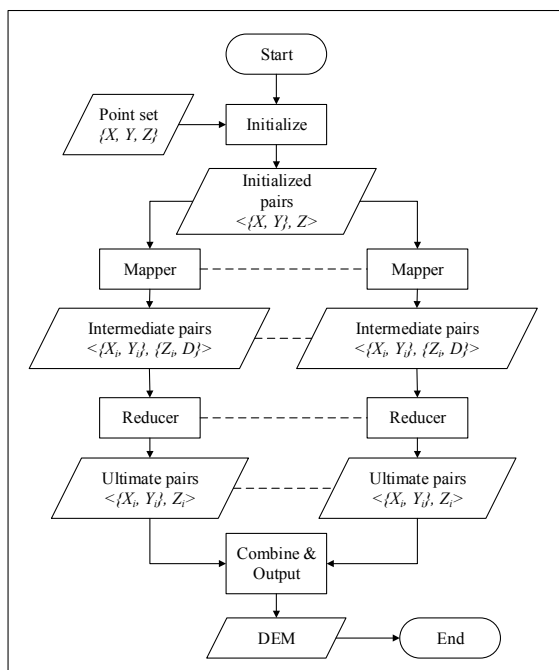 Start
Point set
{X, Y, Z}
Initialize
Initialized
pairs
<{X, Y}, Z>
Mapper
Mapper
Intermediate pairs
<{Xi, Yi}, {Zi, D}>
Intermediate pairs
<{Xi, Yi}, {Zi, D}>
Reducer
Reducer
Ultimate pairs
<{Xi, Yi}, Zi>
Ultimate pairs
<{Xi, Yi}, Zi>
Combine &
Output
DEM
End